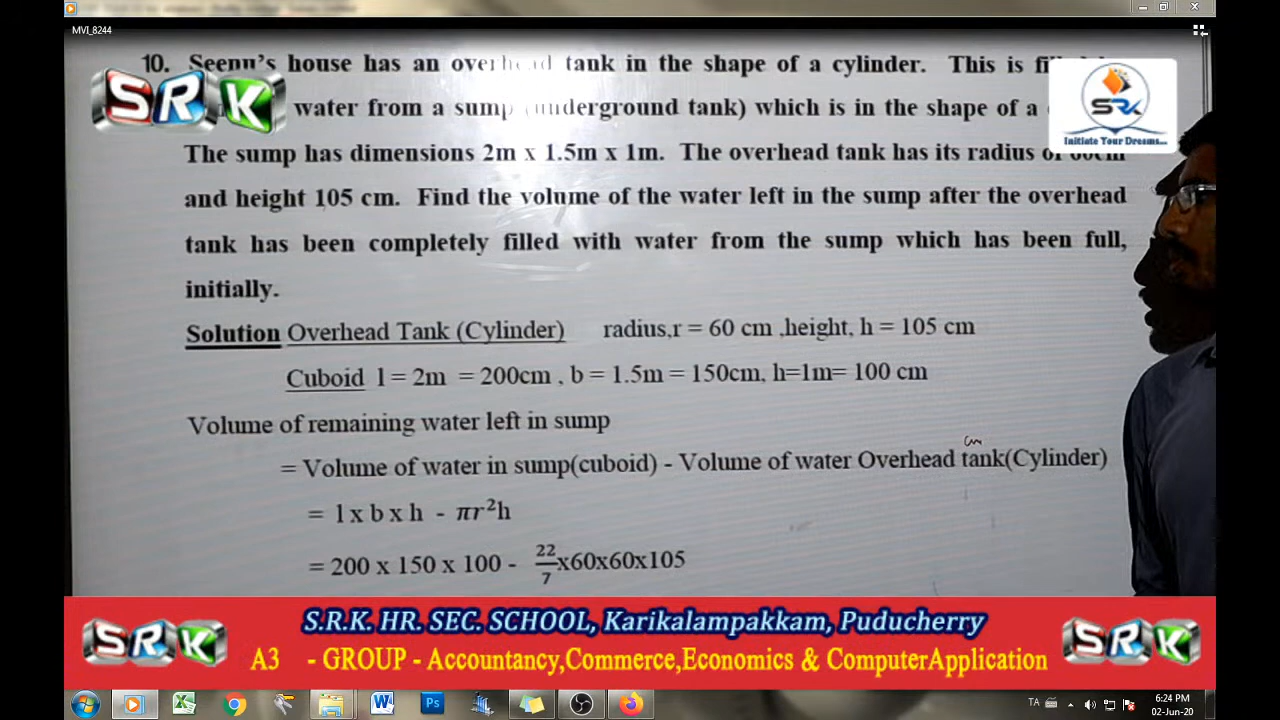 MVI_8244
10. Seenu's house has an overhead tank in the shape of a cylinder. This is
SRK water from a sump (underground tank) which is in the shape of a
SRK
Initiate Your Dreams...
The sump has dimensions 2m x 1.5m x 1m. The overhead tank has its radius of 60cm
and height 105 cm. Find the volume of the water left in the sump after the overhead
tank has been completely filled with water from the sump which has been full,
initially.
Solution Overhead Tank (Cylinder) radius,r = 60 cm ,height, h = 105 cm
Cuboid l = 2m = 200cm , b = 1.5m = 150cm, h=1m= 100 cm
Volume of remaining water left in sump
cm
= Volume of water in sump(cuboid) - Volume of water Overhead tank(Cylinder)
= l x b x h - πr²h
= 200 x 150 x 100 - 22/7 x60x60x105
SRK S.R.K. HR. SEC. SCHOOL, Karikalampakkam, Puducherry SRK
A3 - GROUP - Accountancy,Commerce,Economics & ComputerApplication
TA 6:24 PM
02-Jun-20